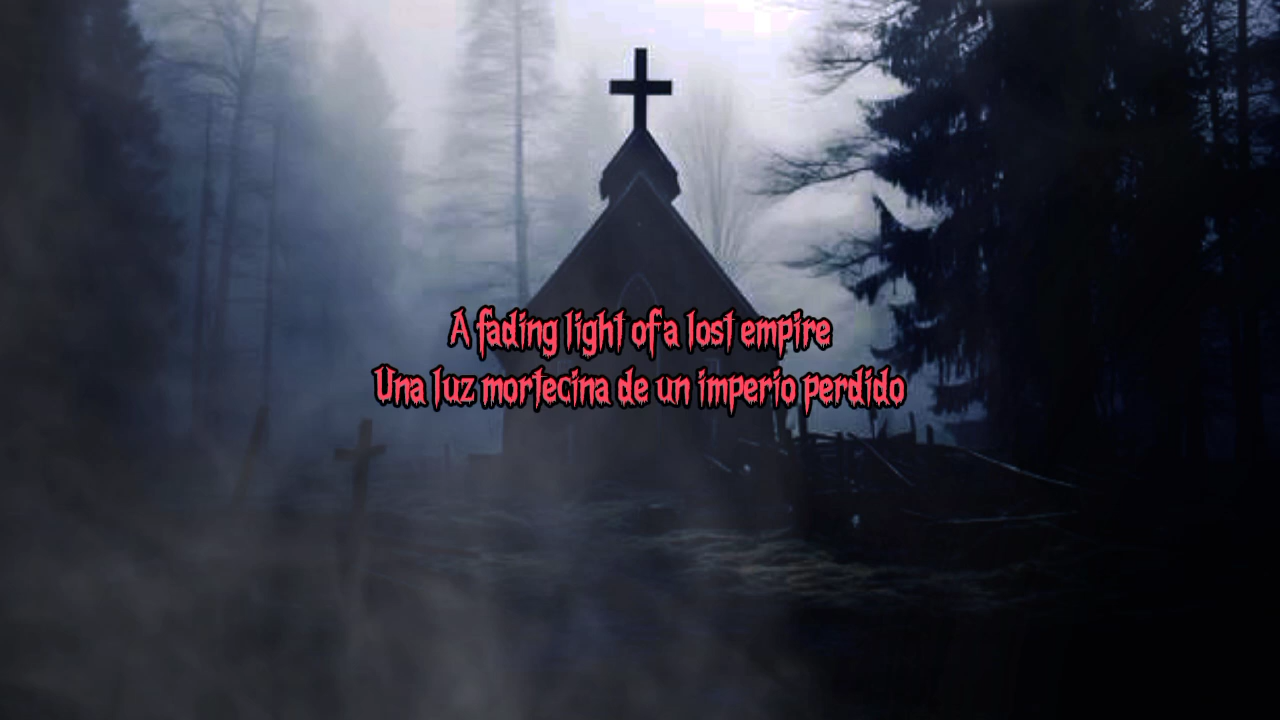 A fading light of a lost empire
Una luz mortecina de un imperio perdido